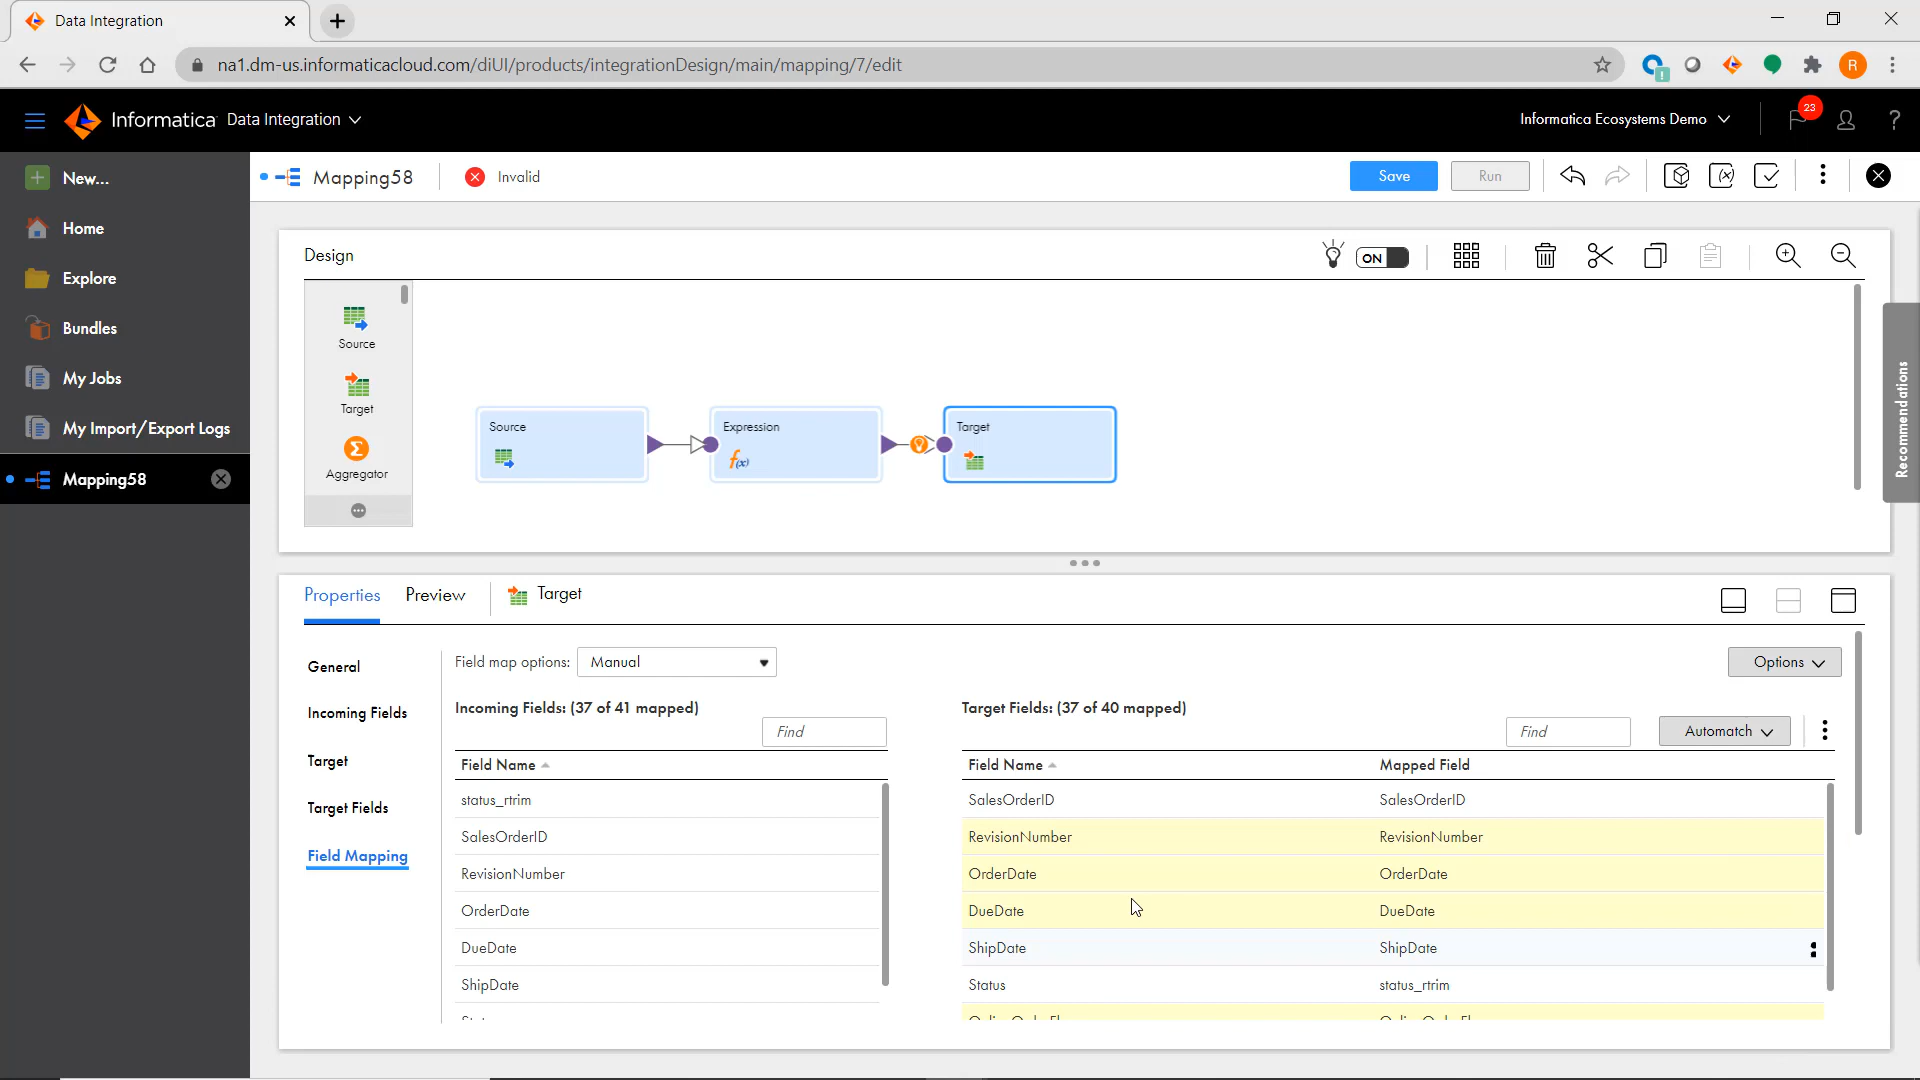 Data Integration
na1.dm-us.informaticacloud.com/diUI/products/integrationDesign/main/mapping/7/edit
R
Informatica Data Integration
Informatica Ecosystems Demo
23
?
New...
Home
Explore
Bundles
My Jobs
My Import/Export Logs
Mapping58
Mapping58
Invalid
Save
Run
Design
ON
Source
Target
Aggregator
Source
Expression
f(x)
Target
Recommendations
Properties
Preview
Target
General
Incoming Fields
Target
Target Fields
Field Mapping
Field map options:
Manual
Options
Incoming Fields: (37 of 41 mapped)
Find
Field Name
status_rtrim
SalesOrderID
RevisionNumber
OrderDate
DueDate
ShipDate
Target Fields: (37 of 40 mapped)
Find
Automatch
Field Name Mapped Field
SalesOrderID SalesOrderID
RevisionNumber RevisionNumber
OrderDate OrderDate
DueDate DueDate
ShipDate ShipDate
Status status_rtrim